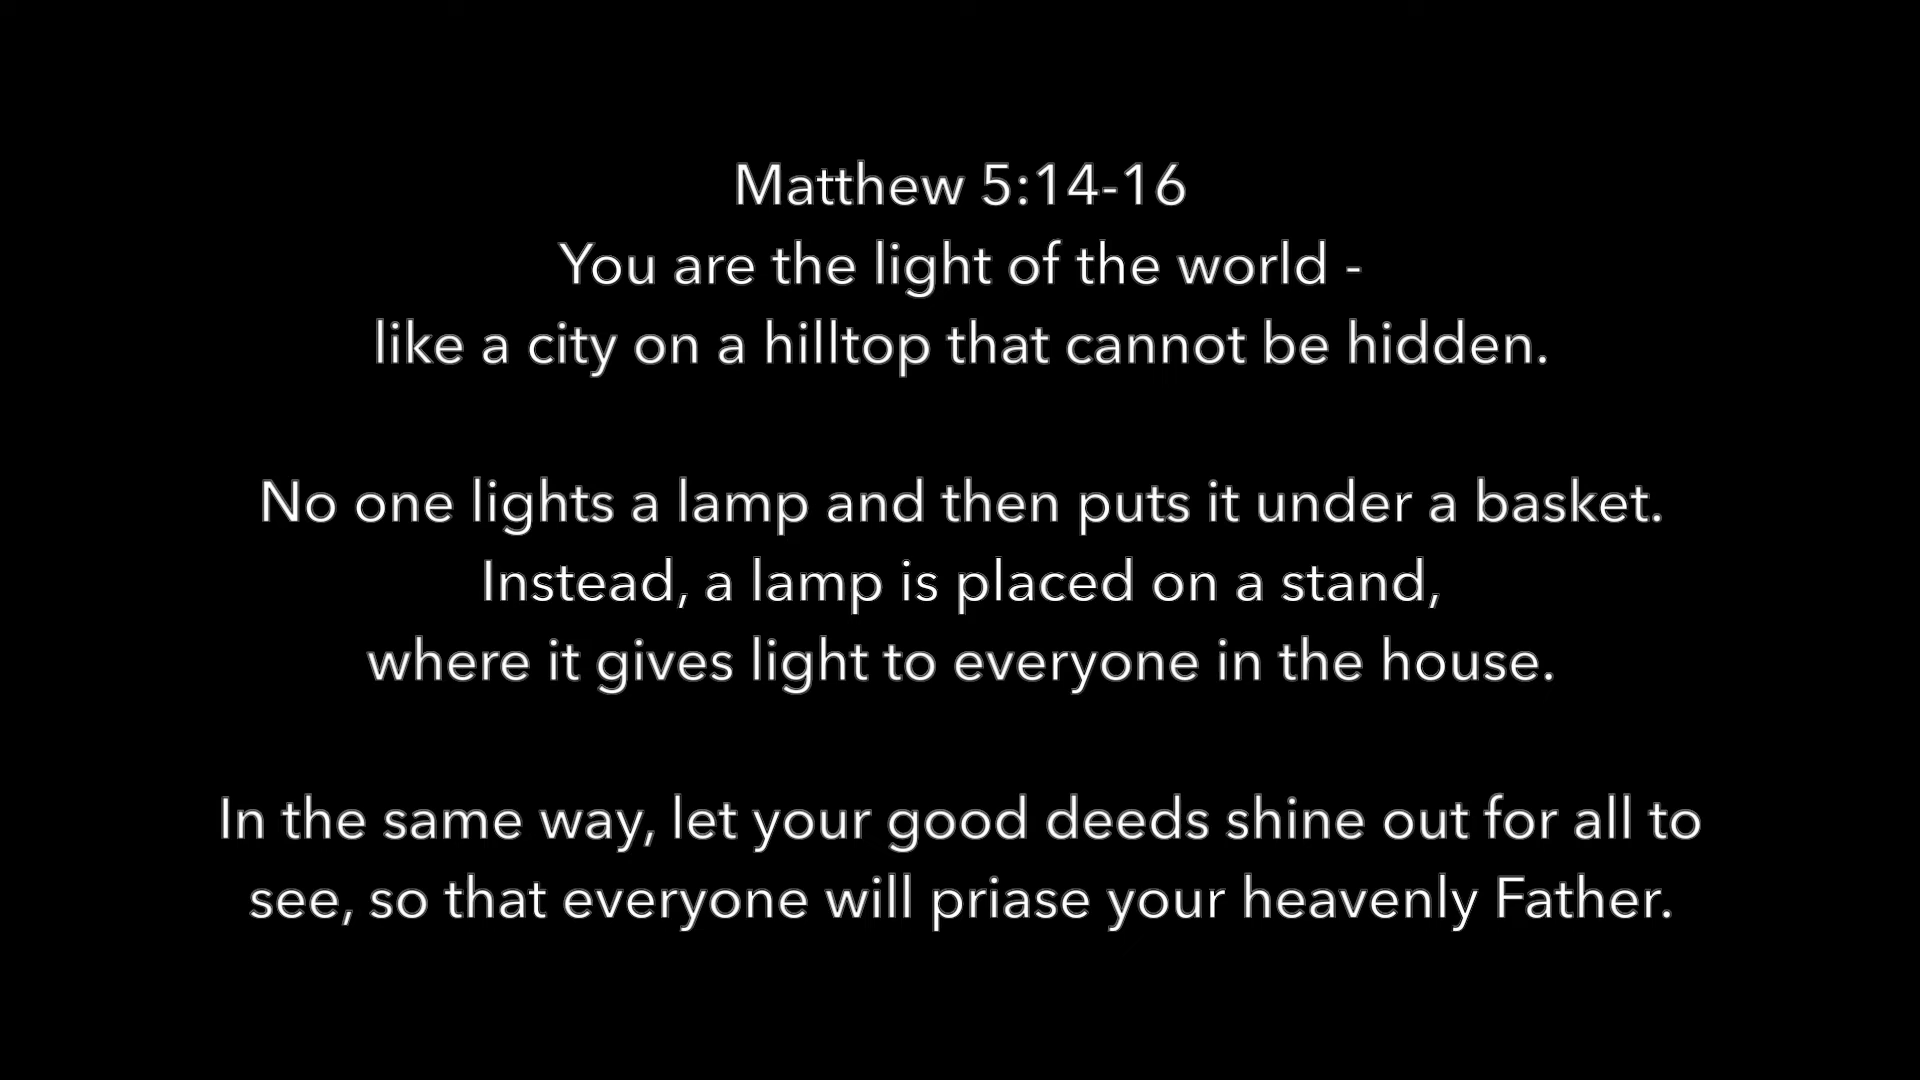 Matthew 5:14-16
You are the light of the world -
like a city on a hilltop that cannot be hidden.
No one lights a lamp and then puts it under a basket.
Instead, a lamp is placed on a stand,
where it gives light to everyone in the house.
In the same way, let your good deeds shine out for all to
see, so that everyone will priase your heavenly Father.